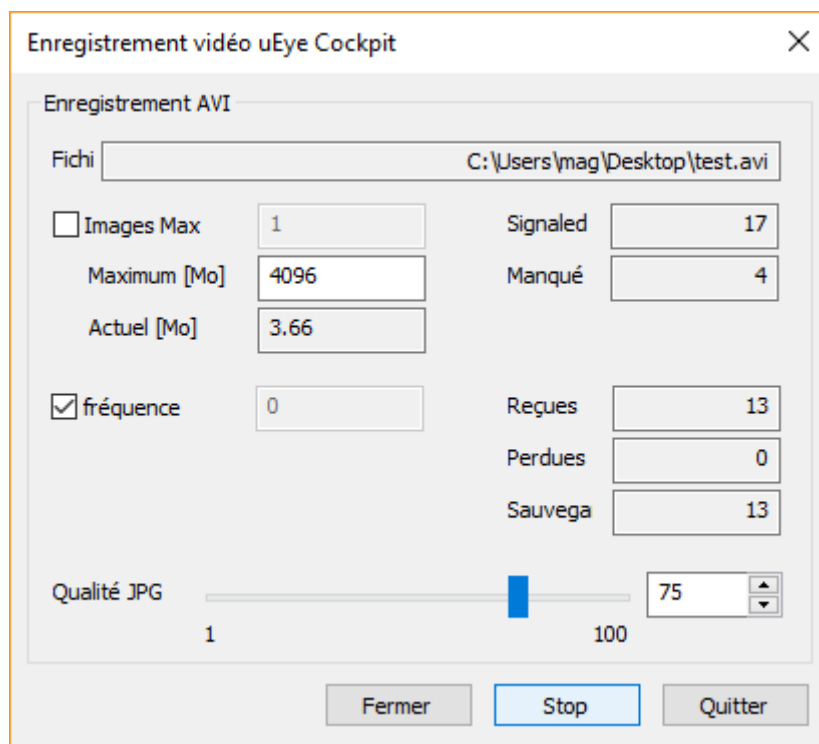 Enregistrement vidéo uEye Cockpit
Enregistrement AVI
Fichi C:\Users\mag\Desktop\test.avi
Images Max 1 Signaled 17
Maximum [Mo] 4096 Manqué 4
Actuel [Mo] 3.66
fréquence 0 Reçues 13
Perdues 0
Sauvega 13
Qualité JPG 75
1 100
Fermer Stop Quitter